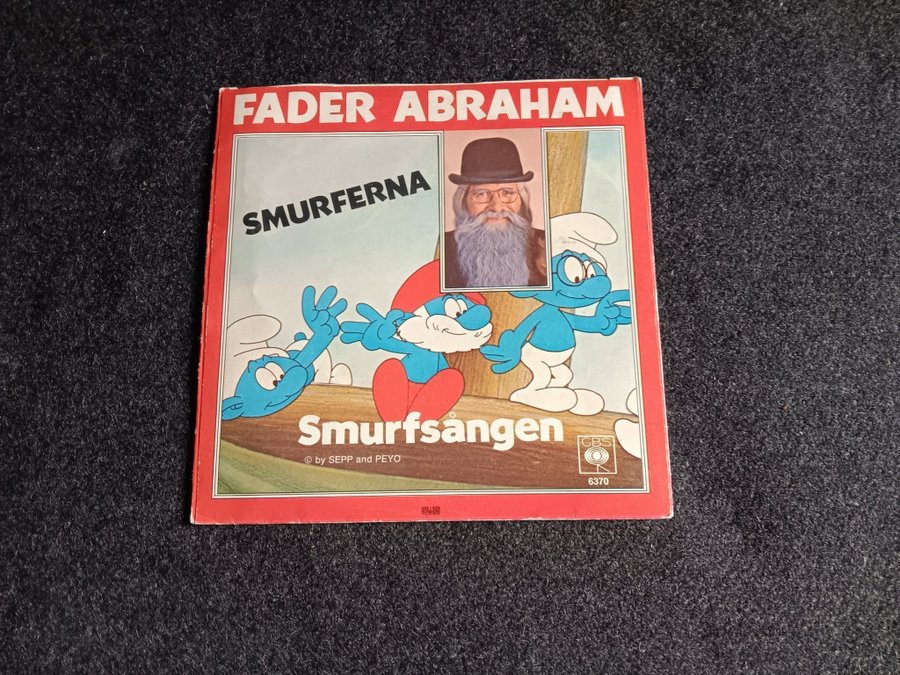 FADER ABRAHAM
SMURFERNA
Smurfsången
© by SEPP and PEYO
CBS
6370